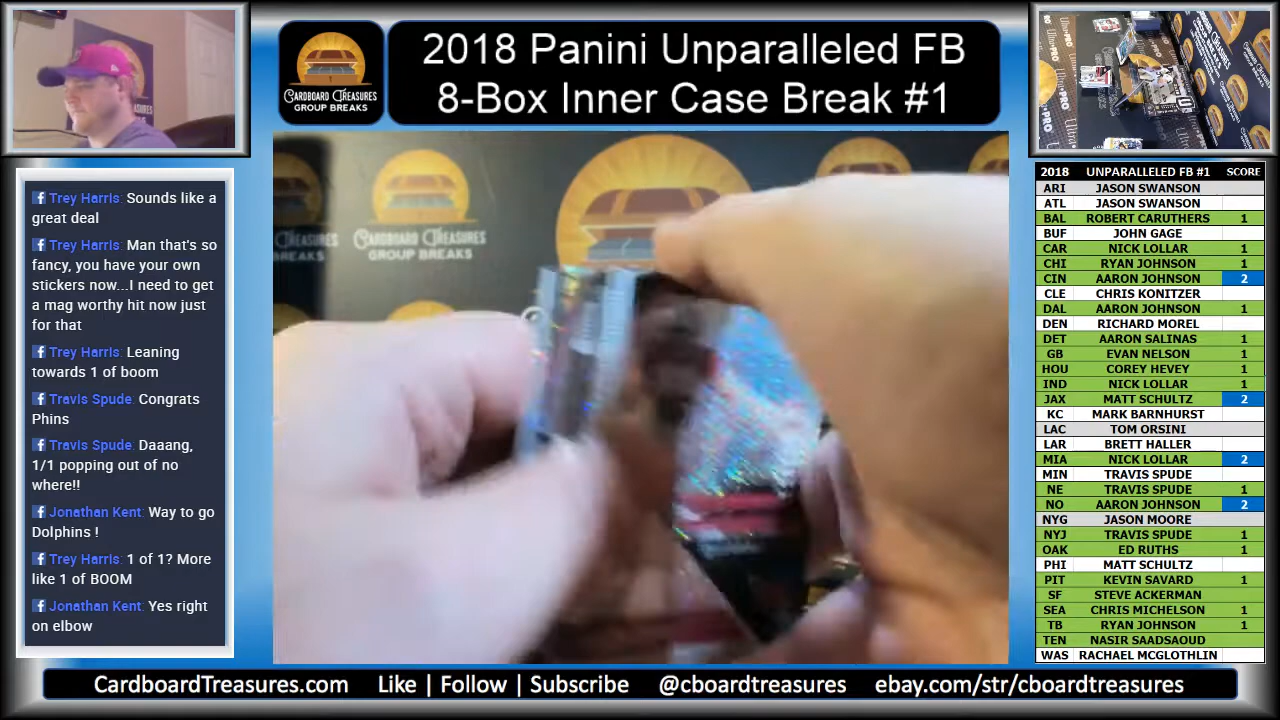 2018 Panini Unparalleled FB
8-Box Inner Case Break #1
CARDBOARD TREASURES
GROUP BREAKS
CARDBOARD TREASURES
GROUP BREAKS
Trey Harris: Sounds like a
great deal
Trey Harris: Man that's so
fancy, you have your own
stickers now...I need to get
a mag worthy hit now just
for that
Trey Harris: Leaning
towards 1 of boom
Travis Spude: Congrats
Phins
Travis Spude: Daaang,
1/1 popping out of no
where!!
Jonathan Kent: Way to go
Dolphins !
Trey Harris: 1 of 1? More
like 1 of BOOM
Jonathan Kent: Yes right
on elbow
2018 UNPARALLELED FB #1 SCORE
ARI JASON SWANSON
ATL JASON SWANSON
BAL ROBERT CARUTHERS 1
BUF JOHN GAGE
CAR NICK LOLLAR 1
CHI RYAN JOHNSON 1
CIN AARON JOHNSON 2
CLE CHRIS KONITZER
DAL AARON JOHNSON 1
DEN RICHARD MOREL
DET AARON SALINAS 1
GB EVAN NELSON 1
HOU COREY HEVEY 1
IND NICK LOLLAR 1
JAX MATT SCHULTZ 2
KC MARK BARNHURST
LAC TOM ORSINI
LAR BRETT HALLER
MIA NICK LOLLAR 2
MIN TRAVIS SPUDE
NE TRAVIS SPUDE 1
NO AARON JOHNSON 2
NYG JASON MOORE
NYJ TRAVIS SPUDE 1
OAK ED RUTHS 1
PHI MATT SCHULTZ
PIT KEVIN SAVARD 1
SF STEVE ACKERMAN
SEA CHRIS MICHELSON 1
TB RYAN JOHNSON 1
TEN NASIR SAADSAOUD
WAS RACHAEL MCGLOTHLIN
CardboardTreasures.com Like | Follow | Subscribe @cboardtreasures ebay.com/str/cboardtreasures